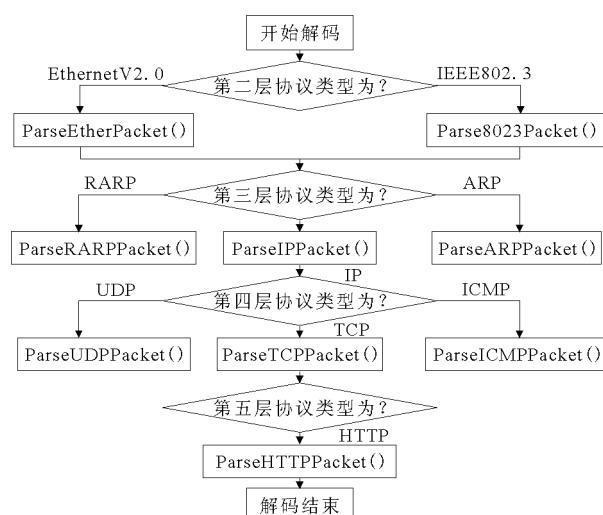 开始解码
EthernetV2.0
第二层协议类型为?
IEEE802.3
ParseEtherPacket()
Parse8023Packet()
RARP
第三层协议类型为?
ARP
ParseRARPPacket()
ParseIPPacket()
ParseARPPacket()
IP
UDP
第四层协议类型为?
ICMP
TCP
ParseUDPPacket()
ParseTCPPacket()
ParseICMPPacket()
第五层协议类型为?
HTTP
ParseHTTPPacket()
解码结束